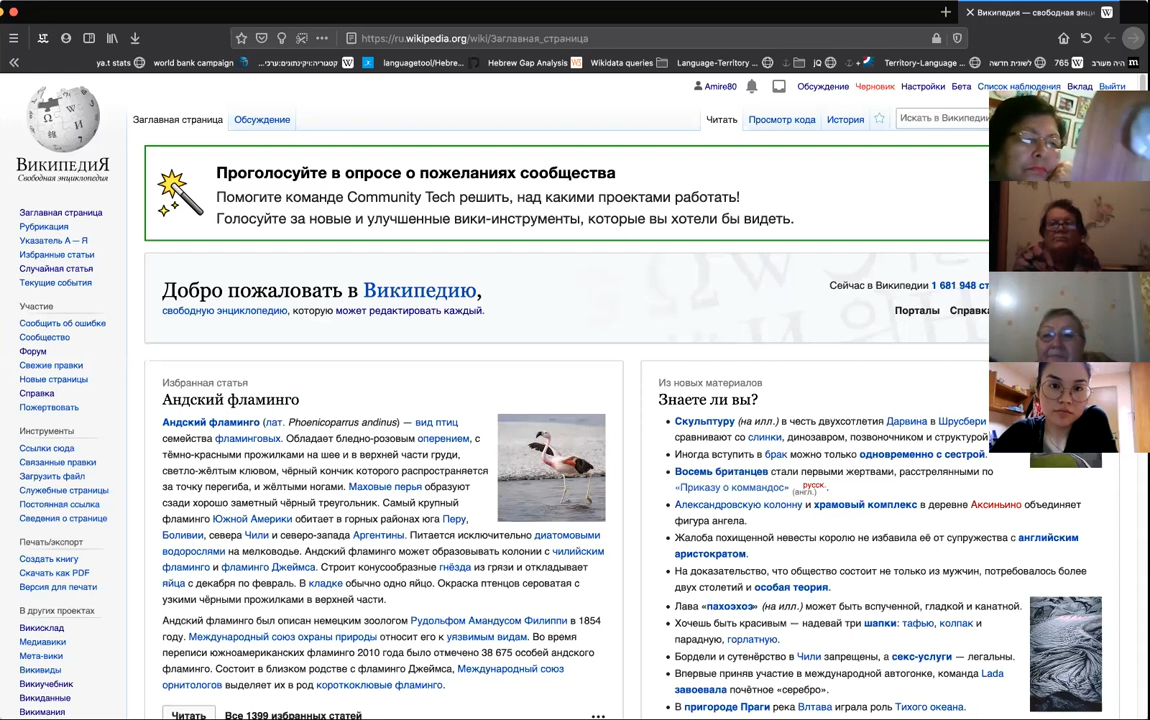 Википедия — свободная энци
https://ru.wikipedia.org/wiki/Заглавная_страница
ya.t stats
world bank campaign
קטגוריה:ויקינתונים:ערכי...
languagetool/Hebre...
Hebrew Gap Analysis
Wikidata queries
Language-Territory ...
jQ
Territory-Language ...
לשונית חדשה
765
היה מעורב
Amire80
Обсуждение
Черновик
Настройки
Бета
Список наблюдения
Вклад
Выйти
Заглавная страница
Обсуждение
Читать
Просмотр кода
История
Искать в Википедии
ВИКИПЕДИЯ
Свободная энциклопедия
Заглавная страница
Рубрикация
Указатель А — Я
Избранные статьи
Случайная статья
Текущие события
Участие
Сообщить об ошибке
Сообщество
Форум
Свежие правки
Новые страницы
Справка
Пожертвовать
Инструменты
Ссылки сюда
Связанные правки
Загрузить файл
Служебные страницы
Постоянная ссылка
Сведения о странице
Печать/экспорт
Создать книгу
Скачать как PDF
Версия для печати
В других проектах
Викисклад
Медиавики
Мета-вики
Викивиды
Викиучебник
Викиданные
Викимания
Проголосуйте в опросе о пожеланиях сообщества
Помогите команде Community Tech решить, над какими проектами работать!
Голосуйте за новые и улучшенные вики-инструменты, которые вы хотели бы видеть.
Добро пожаловать в Википедию,
свободную энциклопедию, которую может редактировать каждый.
Сейчас в Википедии 1 681 948 ст
Порталы Справка
Избранная статья
Андский фламинго
Андский фламинго (лат. Phoenicoparrus andinus) — вид птиц
семейства фламинговых. Обладает бледно-розовым оперением, с
тёмно-красными прожилками на шее и в верхней части груди,
светло-жёлтым клювом, чёрный кончик которого распространяется
за точку перегиба, и жёлтыми ногами. Маховые перья образуют
сзади хорошо заметный чёрный треугольник. Самый крупный
фламинго Южной Америки обитает в горных районах юга Перу,
Боливии, севера Чили и северо-запада Аргентины. Питается исключительно диатомовыми
водорослями на мелководье. Андский фламинго может образовывать колонии с чилийским
фламинго и фламинго Джеймса. Строит конусообразные гнёзда из грязи и откладывает
яйца с декабря по февраль. В кладке обычно одно яйцо. Окраска птенцов сероватая с
узкими чёрными прожилками в верхней части.
Андский фламинго был описан немецким зоологом Рудольфом Амандусом Филиппи в 1854
году. Международный союз охраны природы относит его к уязвимым видам. Во время
переписи южноамериканских фламинго 2010 года было отмечено 38 675 особей андского
фламинго. Состоит в близком родстве с фламинго Джеймса, Международный союз
орнитологов выделяет их в род короткоклювые фламинго.
Читать
Все 1399 избранных статей
Из новых материалов
Знаете ли вы?
Скульптуру (на илл.) в честь двухсотлетия Дарвина в Шрусбери
сравнивают со слинки, динозавром, позвоночником и структурой
Иногда вступить в брак можно только одновременно с сестрой.
Восемь британцев стали первыми жертвами, расстрелянными по
«Приказу о коммандос» (англ.) русск..
Александровскую колонну и храмовый комплекс в деревне Аксиньино объединяет
фигура ангела.
Жалоба похищенной невесты королю не избавила её от супружества с английским
аристократом.
На доказательство, что общество состоит не только из мужчин, потребовалось более
двух столетий и особая теория.
Лава «пахоэхоэ» (на илл.) может быть вспученной, гладкой и канатной.
Хочешь быть красивым — надевай три шапки: тафью, колпак и
парадную, горлатную.
Бордели и сутенёрство в Чили запрещены, а секс-услуги — легальны.
Впервые приняв участие в международной автогонке, команда Lada
завоевала почётное «серебро».
В пригороде Праги река Влтава играла роль Тихого океана.